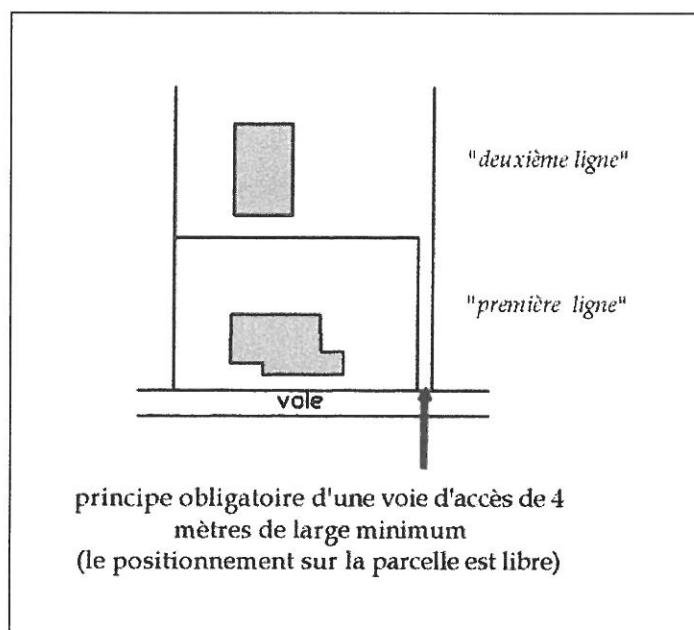 "deuxième ligne"
"première ligne"
voie
principe obligatoire d'une voie d'accès de 4
mètres de large minimum
(le positionnement sur la parcelle est libre)